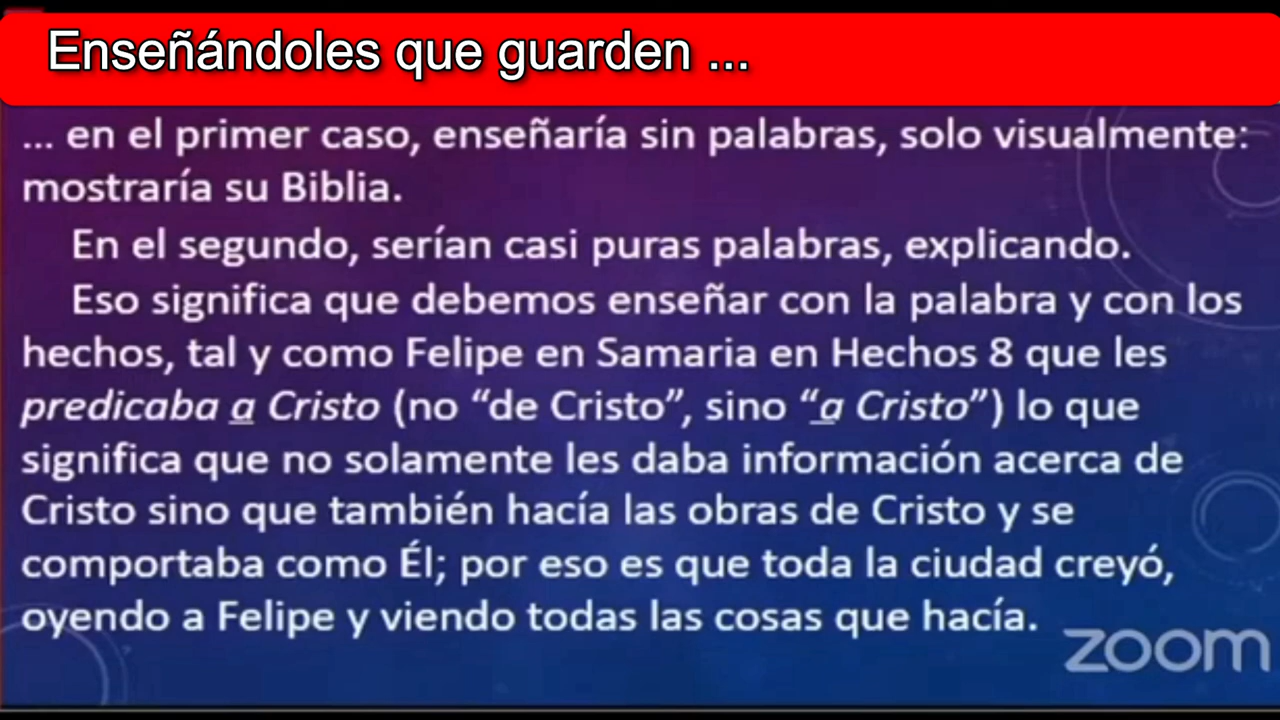 Enseñándoles que guarden ...
... en el primer caso, enseñaría sin palabras, solo visualmente:
mostraría su Biblia.
En el segundo, serían casi puras palabras, explicando.
Eso significa que debemos enseñar con la palabra y con los
hechos, tal y como Felipe en Samaria en Hechos 8 que les
predicaba a Cristo (no “de Cristo”, sino “a Cristo”) lo que
significa que no solamente les daba información acerca de
Cristo sino que también hacía las obras de Cristo y se
comportaba como Él; por eso es que toda la ciudad creyó,
oyendo a Felipe y viendo todas las cosas que hacía.
zoom